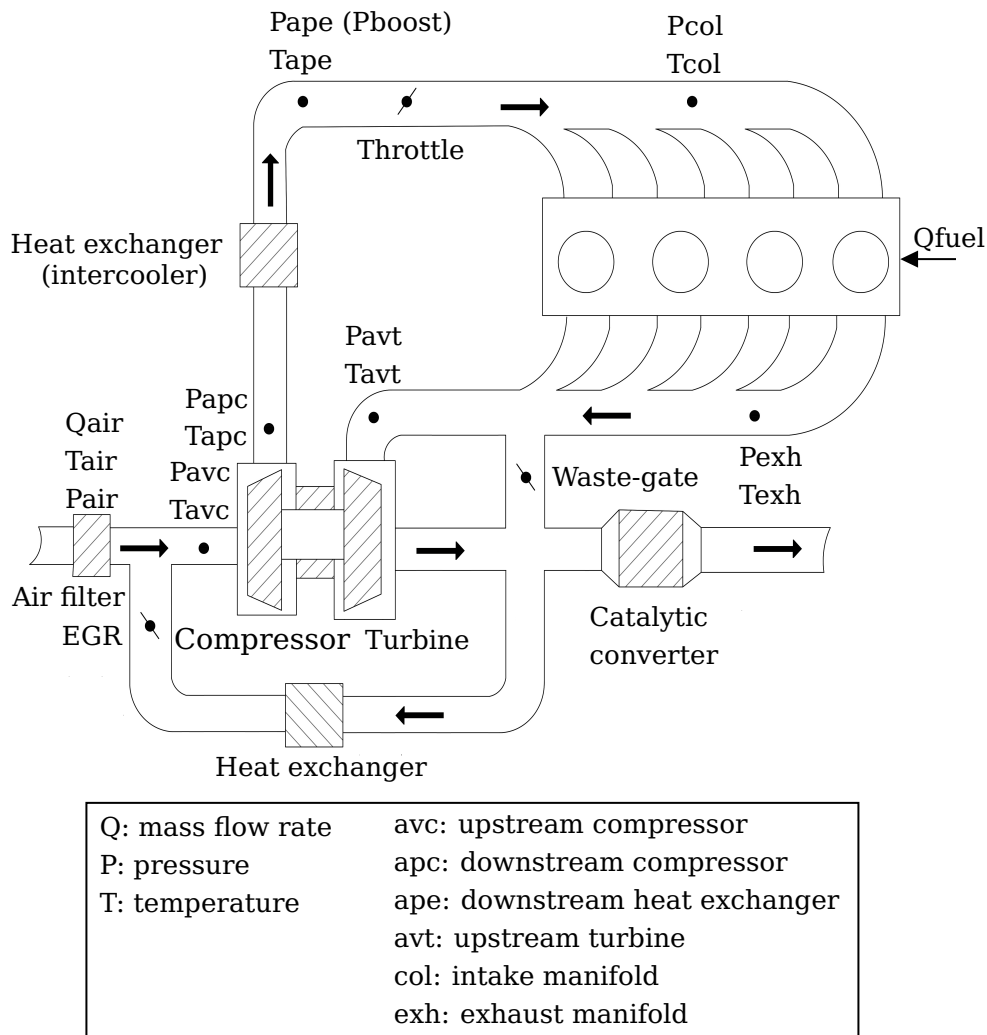 Pape (Pboost)
Tape
Pcol
Tcol
Throttle
Heat exchanger
(intercooler)
Qfuel
Pavt
Tavt
Papc
Tapc
Qair
Tair
Pair
Pavc
Tavc
Waste-gate
Pexh
Texh
Air filter
EGR
Compressor
Turbine
Catalytic
converter
Heat exchanger
Q: mass flow rate
P: pressure
T: temperature
avc: upstream compressor
apc: downstream compressor
ape: downstream heat exchanger
avt: upstream turbine
col: intake manifold
exh: exhaust manifold